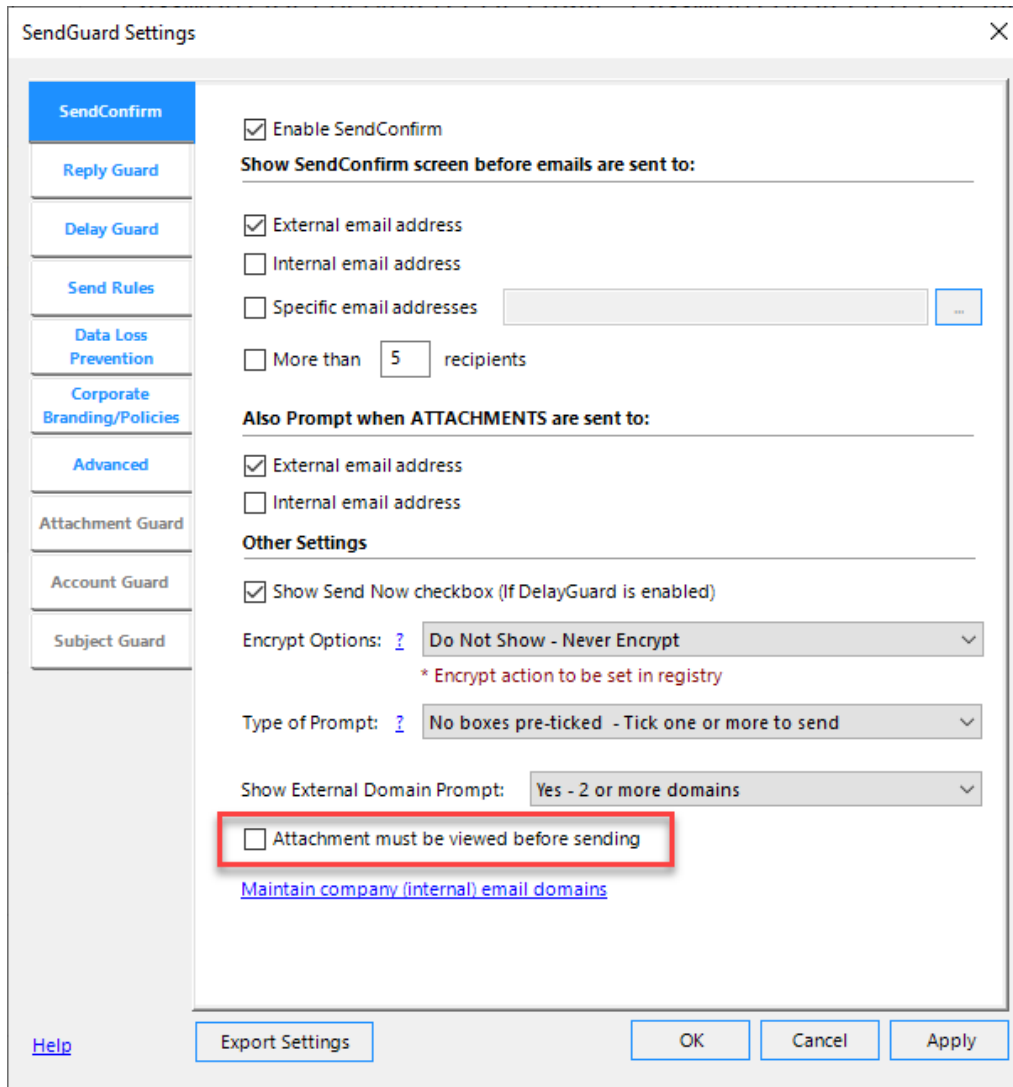 SendGuard Settings
SendConfirm
Reply Guard
Delay Guard
Send Rules
Data Loss
Prevention
Corporate
Branding/Policies
Advanced
Attachment Guard
Account Guard
Subject Guard
Enable SendConfirm
Show SendConfirm screen before emails are sent to:
External email address
Internal email address
Specific email addresses ...
More than 5 recipients
Also Prompt when ATTACHMENTS are sent to:
External email address
Internal email address
Other Settings
Show Send Now checkbox (If DelayGuard is enabled)
Encrypt Options: ? Do Not Show - Never Encrypt
* Encrypt action to be set in registry
Type of Prompt: ? No boxes pre-ticked - Tick one or more to send
Show External Domain Prompt: Yes - 2 or more domains
Attachment must be viewed before sending
Maintain company (internal) email domains
Help Export Settings OK Cancel Apply